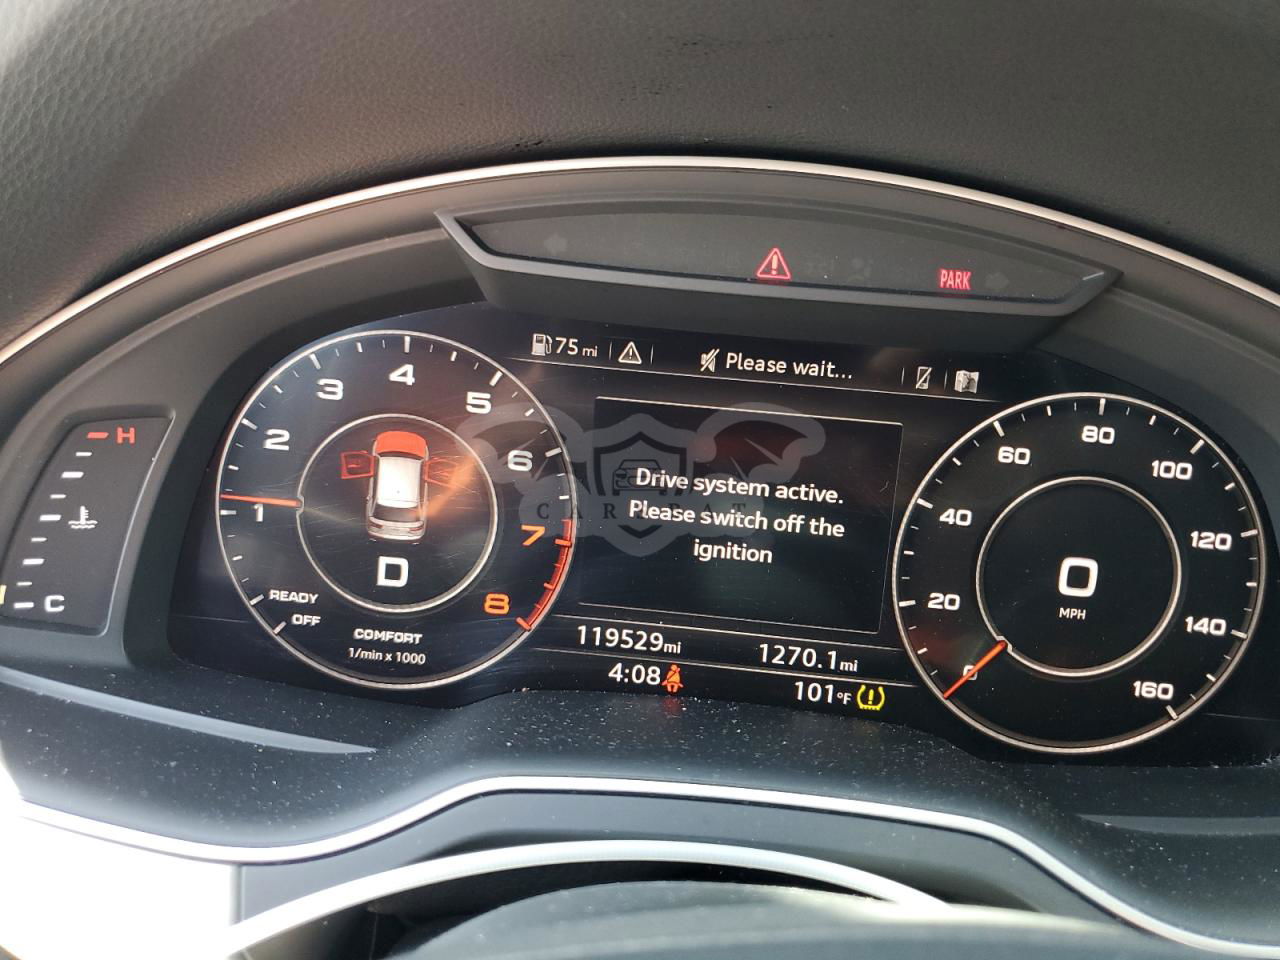 PARK
75 mi
Please wait...
H
C
1
2
3
4
5
6
7
8
D
READY
OFF
COMFORT
1/min x 1000
Drive system active.
Please switch off the
ignition
119529mi
1270.1mi
4:08
101°F
0
20
40
60
80
100
120
140
160
0
MPH